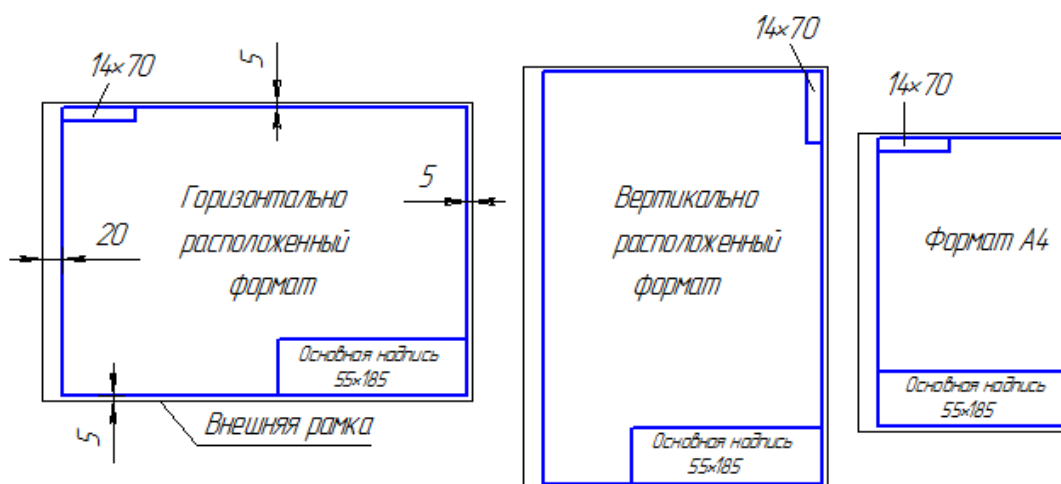 14×70
5
Горизонтально
расположенный
формат
5
20
Основная надпись
55×185
5
Внешняя рамка
14×70
Вертикально
расположенный
формат
Основная надпись
55×185
14×70
Формат А4
Основная надпись
55×185